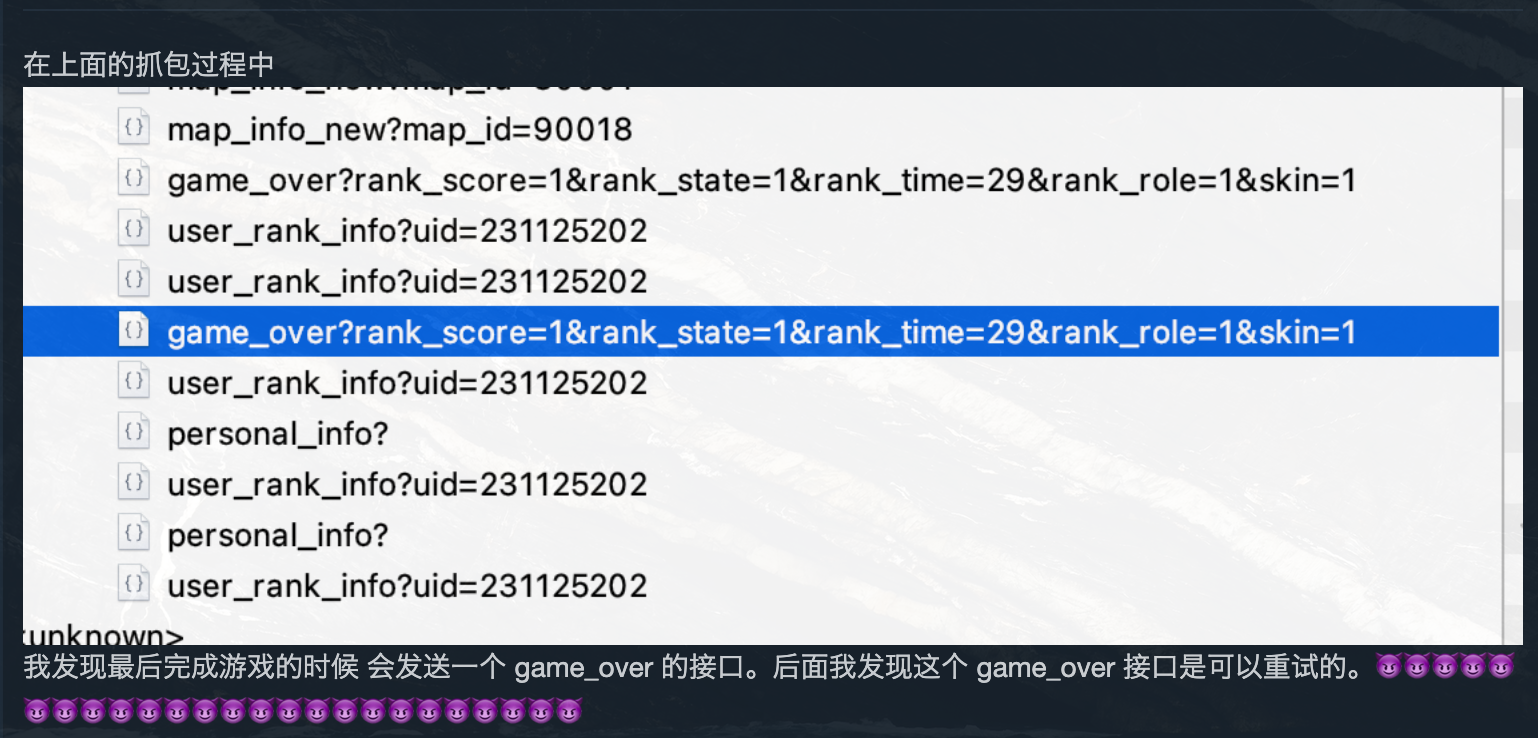 在上面的抓包过程中
map_info_new?map_id=90018
game_over?rank_score=1&rank_state=1&rank_time=29&rank_role=1&skin=1
user_rank_info?uid=231125202
user_rank_info?uid=231125202
game_over?rank_score=1&rank_state=1&rank_time=29&rank_role=1&skin=1
user_rank_info?uid=231125202
personal_info?
user_rank_info?uid=231125202
personal_info?
user_rank_info?uid=231125202
<unknown>
我发现最后完成游戏的时候 会发送一个 game_over 的接口。后面我发现这个 game_over 接口是可以重试的。😈😈😈😈😈
😈😈😈😈😈😈😈😈😈😈😈😈😈😈😈😈😈😈😈😈